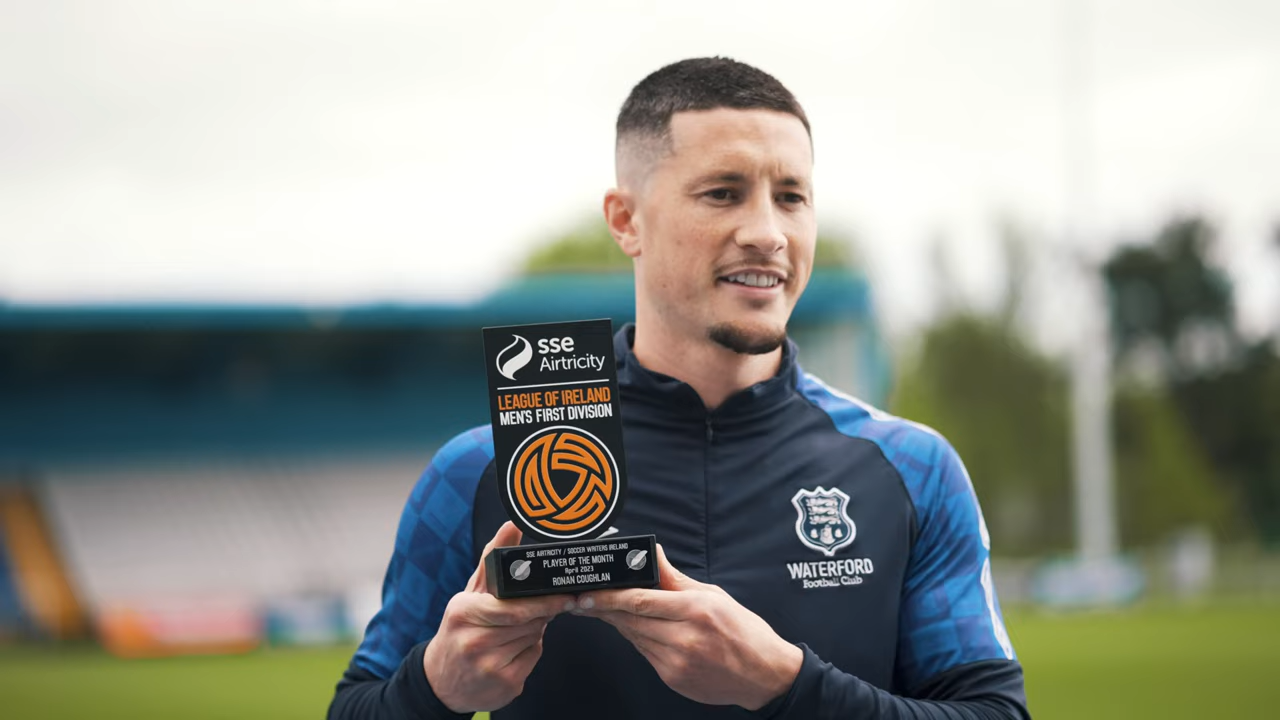 sse
Airtricity
LEAGUE OF IRELAND
MEN'S FIRST DIVISION
SSE AIRTRICITY / SOCCER WRITERS IRELAND
PLAYER OF THE MONTH
April 2023
RONAN COUGHLAN
WATERFORD
Football Club